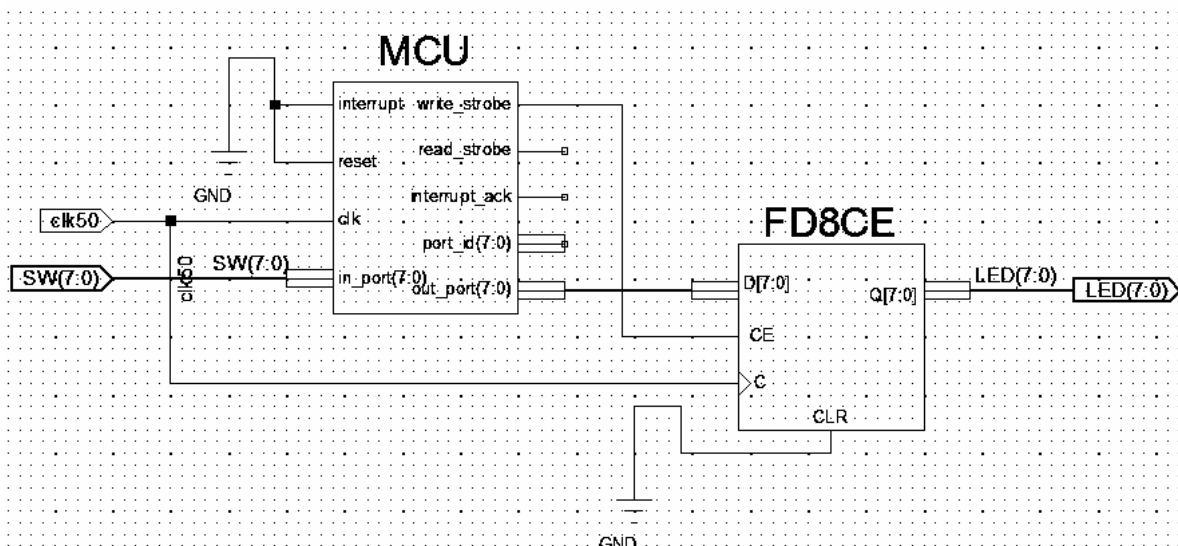 MCU
interrupt write_strobe
read_strobe
reset
GND
interrupt_ack
clk50
clk
FD8CE
port_id(7:0)
SW(7:0)
SW(7:0)
clk50
in_port(7:0)
out_port(7:0)
D[7:0]
Q[7:0]
LED(7:0)
LED(7:0)
CE
C
CLR
GND